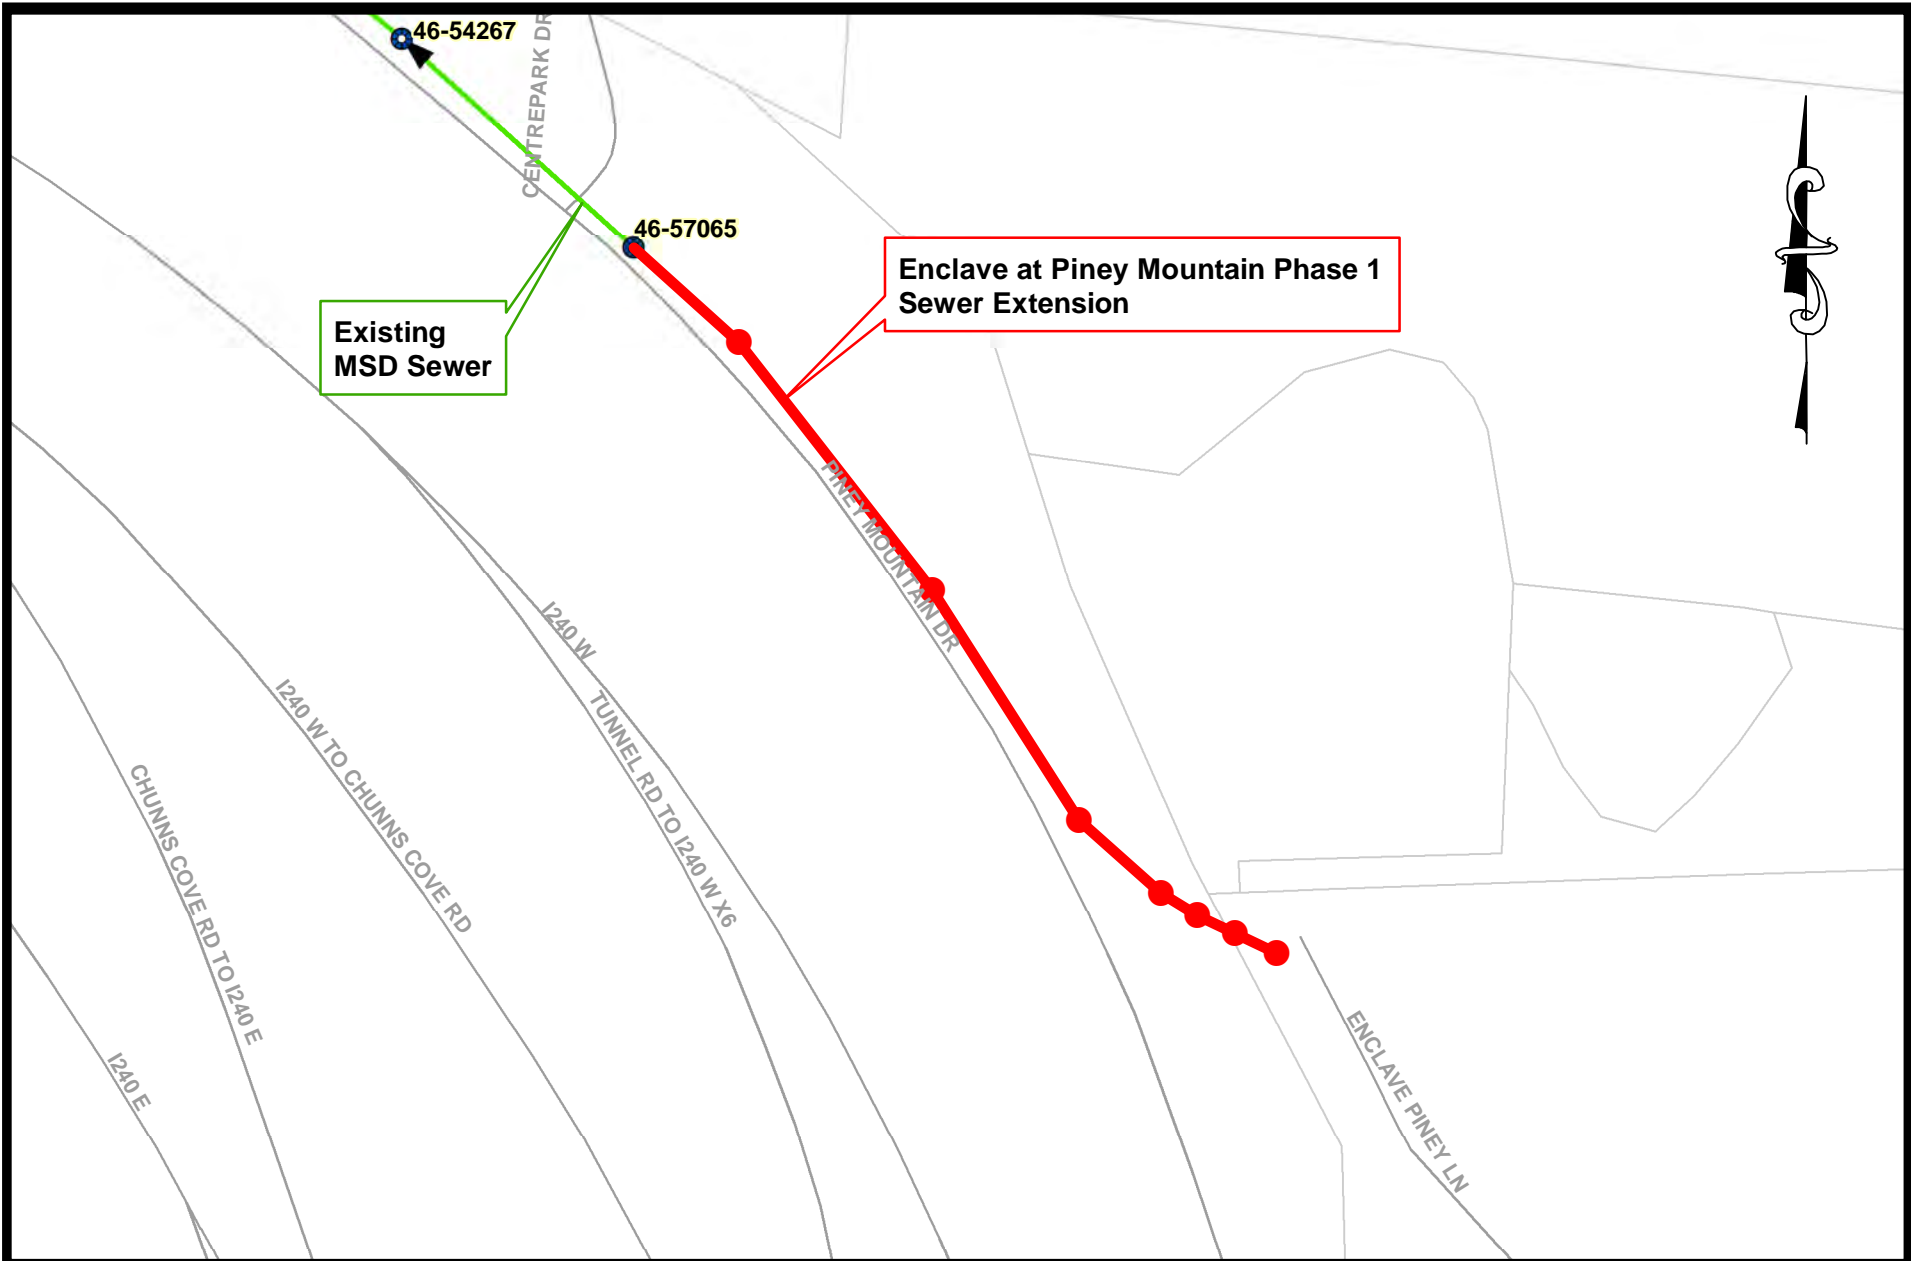 46-54267
CENTREPARK DR
46-57065
Enclave at Piney Mountain Phase 1
Sewer Extension
Existing
MSD Sewer
PINEY MOUNTAIN DR
I240 W
TUNNEL RD TO I240 W X6
I240 W TO CHUNNS COVE RD
CHUNNS COVE RD TO I240 E
I240 E
ENCLAVE PINEY LN